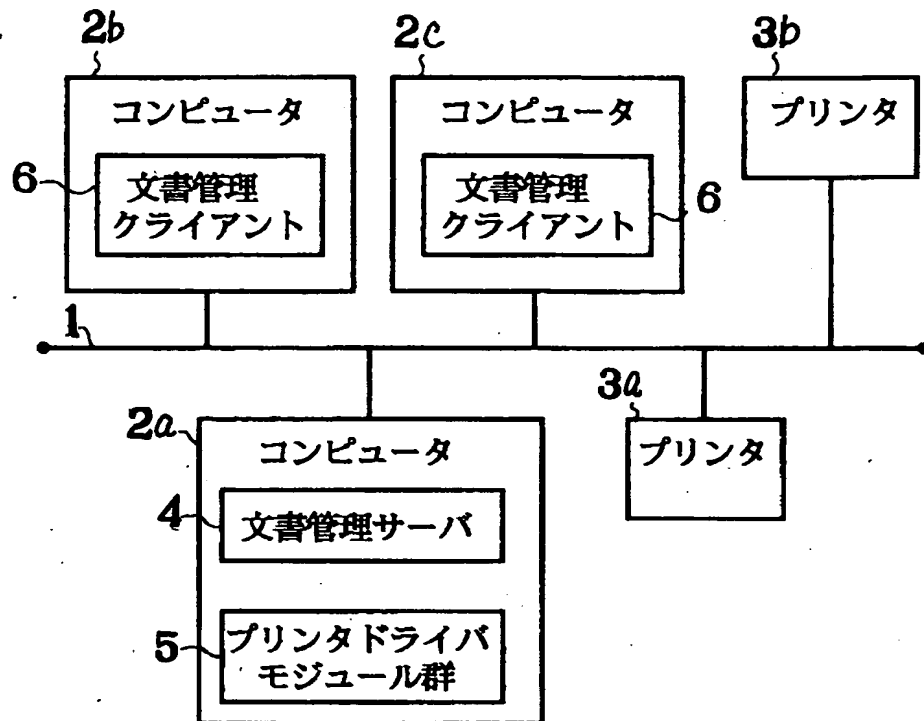 2b
2c
3b
コンピュータ
コンピュータ
プリンタ
6
文書管理
クライアント
文書管理
クライアント
6
1
2a
3a
コンピュータ
プリンタ
4
文書管理サーバ
5
プリンタドライバ
モジュール群